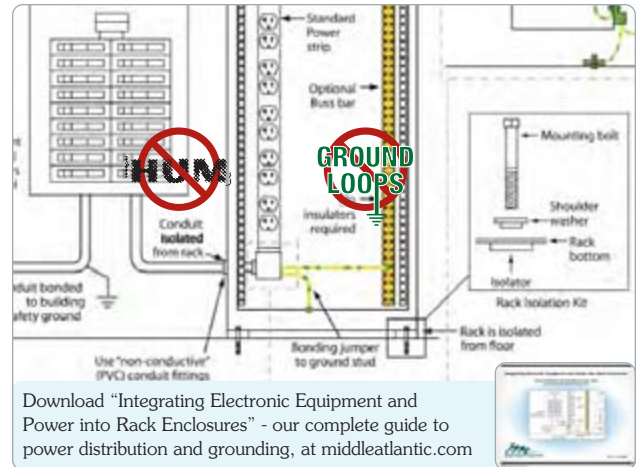 Standard
Power
strip
Optional
Buss bar
HUM
GROUND
LOOPS
insulators
required
Conduit
Isolated
from rack
bonded
to building
safety ground
Use "non-conductive"
(PVC) conduit fittings
Bonding jumper
to ground stud
Mounting bolt
Shoulder
washer
Rack
bottom
Isolator
Rack Isolation Kit
Rack is isolated
from floor
Download "Integrating Electronic Equipment and
Power into Rack Enclosures" - our complete guide to
power distribution and grounding, at middleatlantic.com